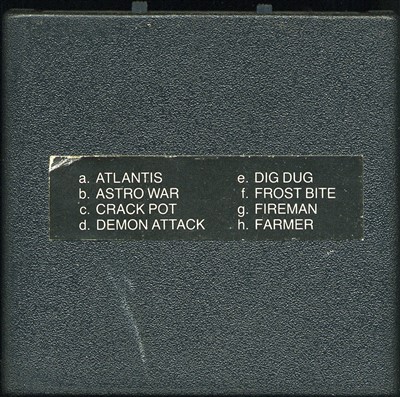 a. ATLANTIS
b. ASTRO WAR
c. CRACK POT
d. DEMON ATTACK
e. DIG DUG
f. FROST BITE
g. FIREMAN
h. FARMER